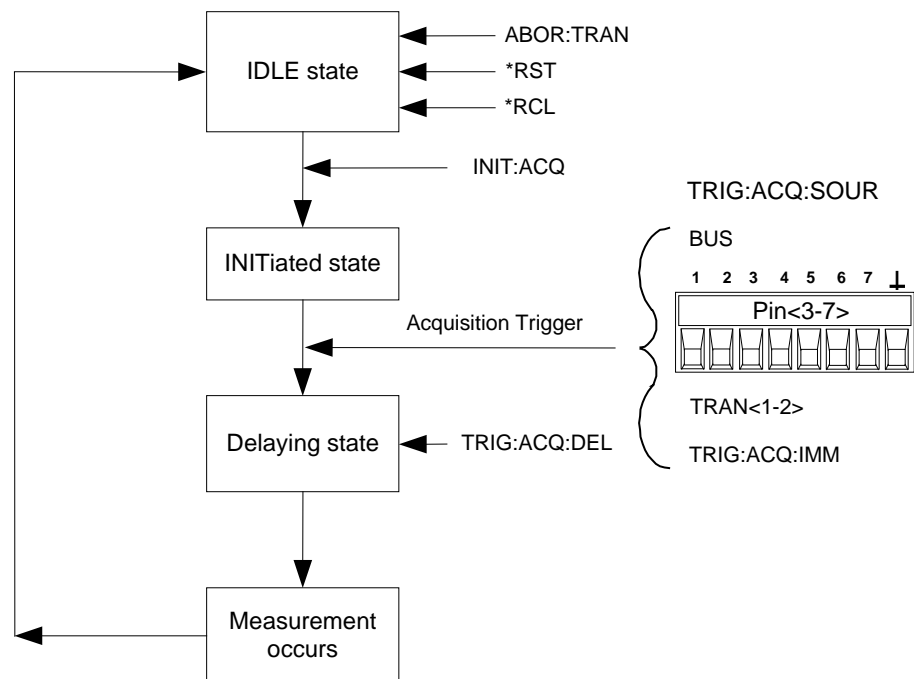 ABOR:TRAN
IDLE state
*RST
*RCL
INIT:ACQ
TRIG:ACQ:SOUR
BUS
INITiated state
1 2 3 4 5 6 7
Pin<3-7>
Acquisition Trigger
TRAN<1-2>
Delaying state
TRIG:ACQ:DEL
TRIG:ACQ:IMM
Measurement
occurs